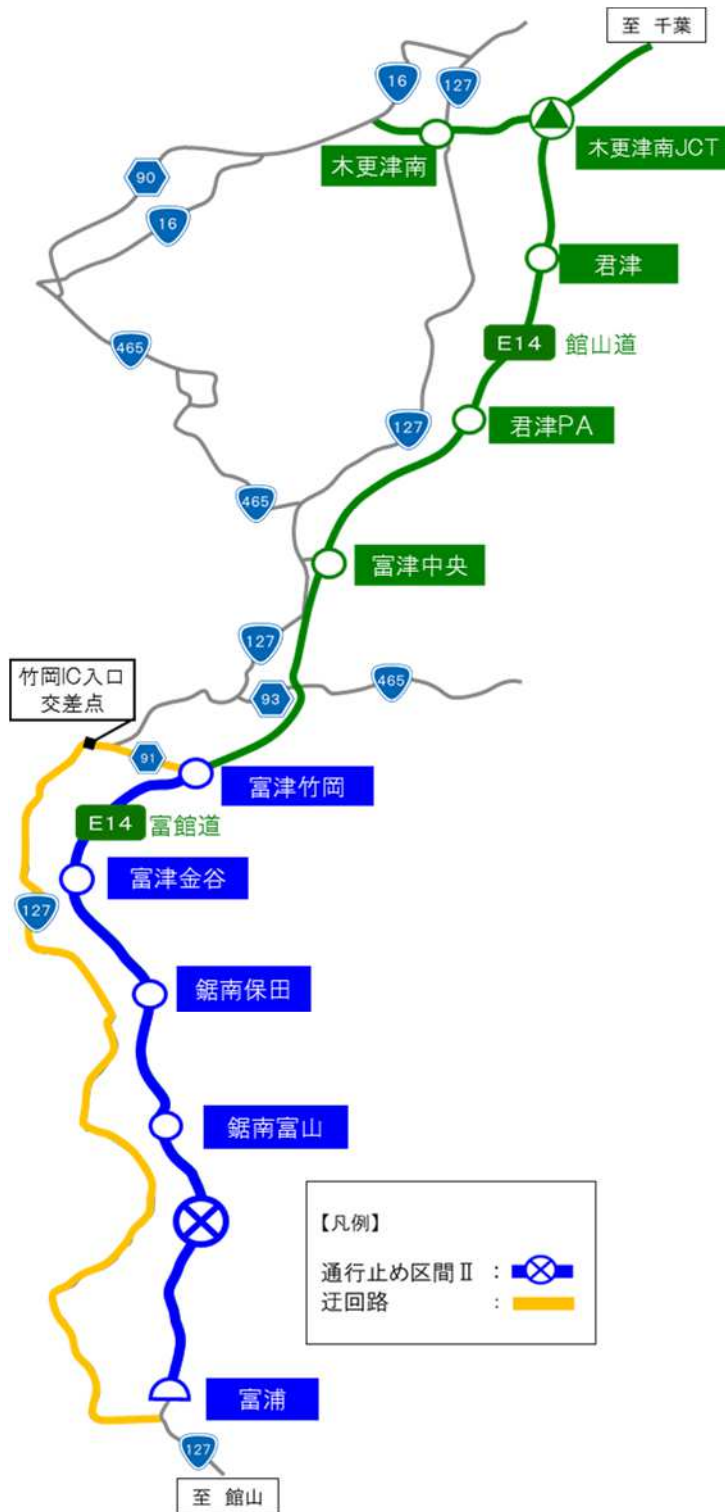 至 千葉
16
127
木更津南
木更津南JCT
90
16
君津
E14 館山道
465
127
君津PA
465
富津中央
127
竹岡IC入口
交差点
93
465
91
富津竹岡
E14 富館道
富津金谷
127
鋸南保田
鋸南富山
【凡例】
通行止め区間Ⅱ :
迂回路 :
富浦
127
至 館山